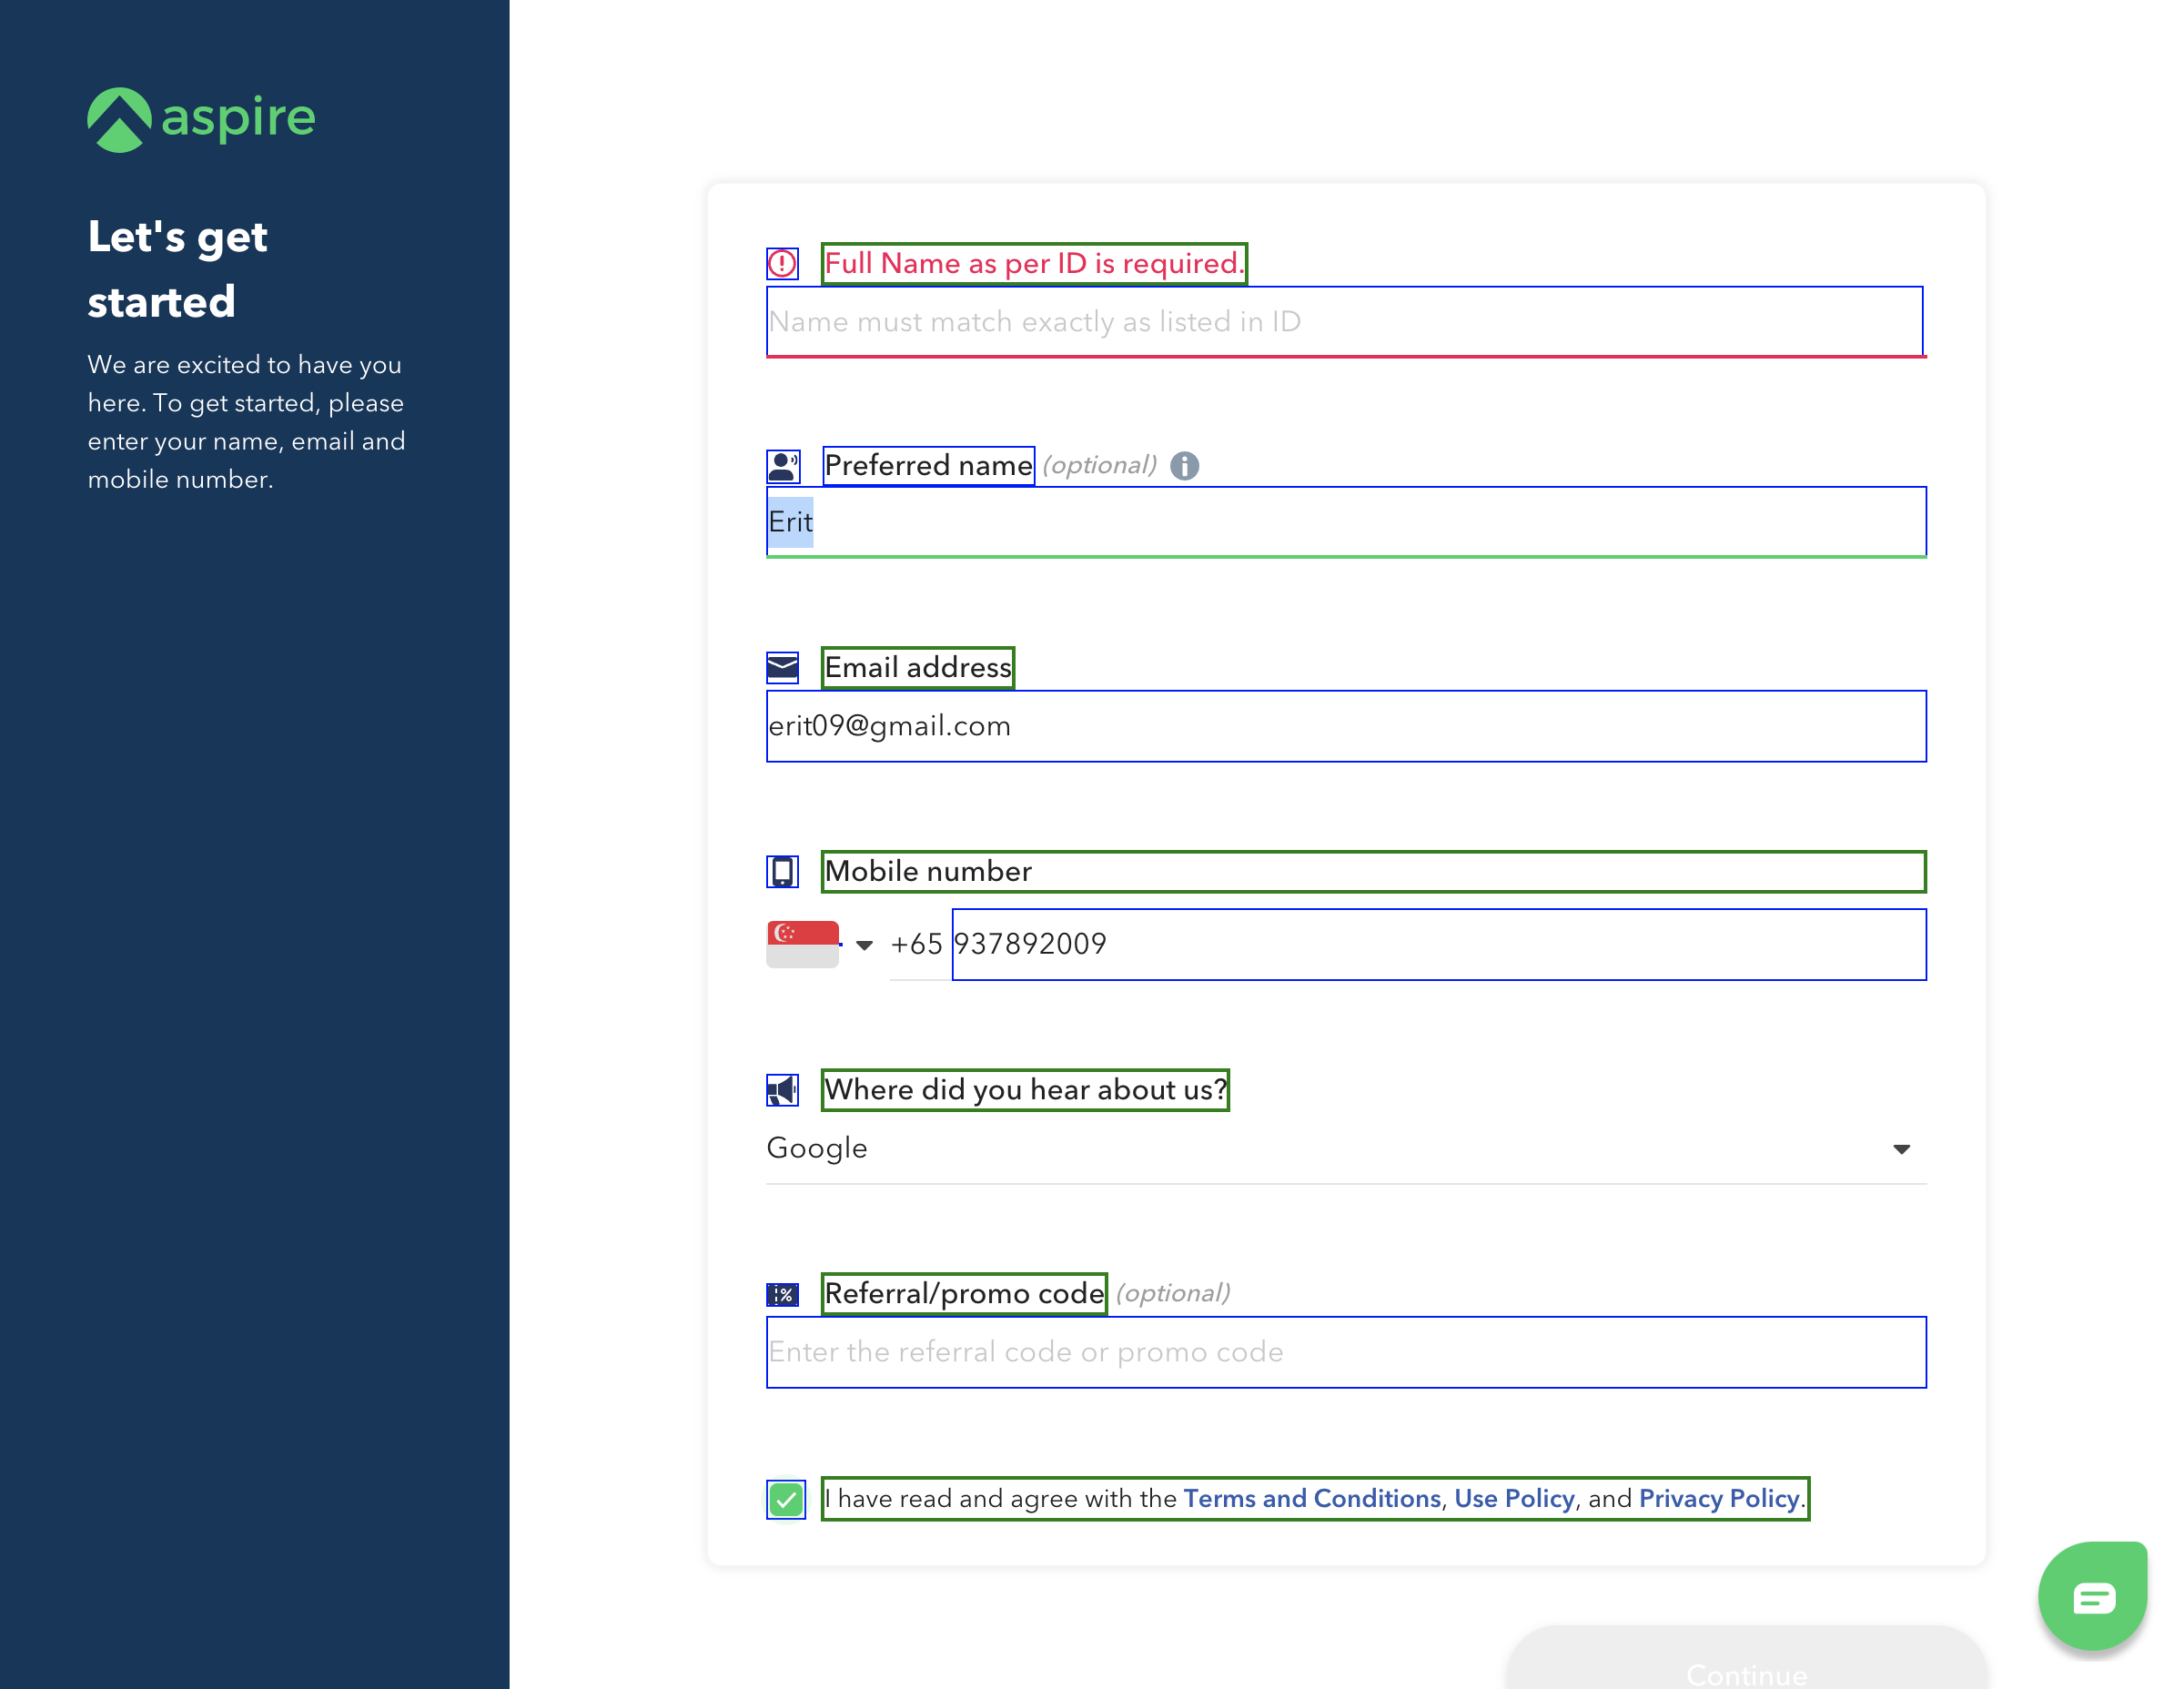 aspire
Let's get
started
We are excited to have you
here. To get started, please
enter your name, email and
mobile number.
Full Name as per ID is required.
Name must match exactly as listed in ID
Preferred name (optional)
Erit
Email address
erit09@gmail.com
Mobile number
+65 937892009
Where did you hear about us?
Google
Referral/promo code (optional)
Enter the referral code or promo code
I have read and agree with the Terms and Conditions, Use Policy, and Privacy Policy.
Continue